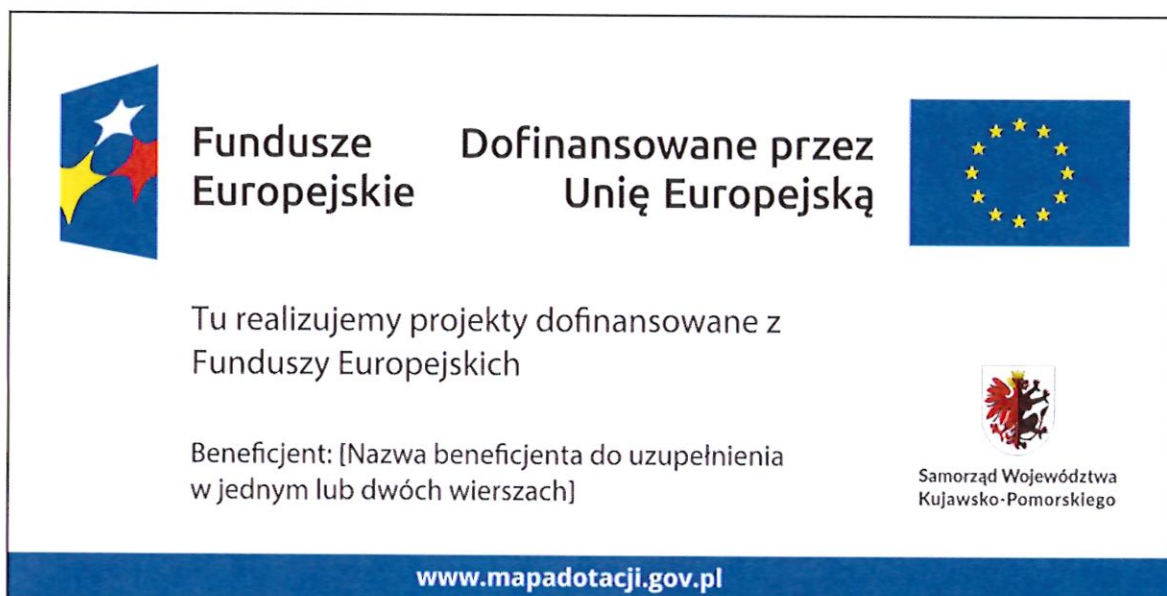 Fundusze
Europejskie
Dofinansowane przez
Unię Europejską
Tu realizujemy projekty dofinansowane z
Funduszy Europejskich
Beneficjent: [Nazwa beneficjenta do uzupełnienia
w jednym lub dwóch wierszach]
Samorząd Województwa
Kujawsko-Pomorskiego
www.mapadotacji.gov.pl